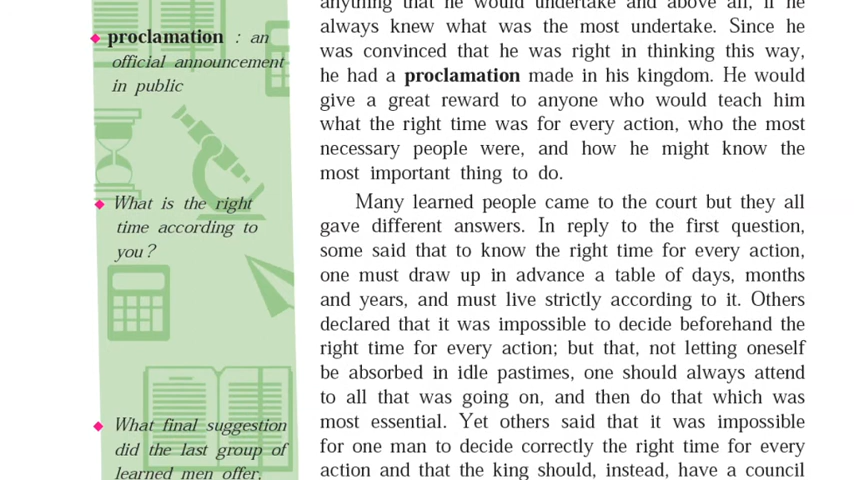 proclamation : an
official announcement
in public
What is the right
time according to
you?
What final suggestion
did the last group of
learned men offer.
anything that he would undertake and above all, if he
always knew what was the most undertake. Since he
was convinced that he was right in thinking this way,
he had a proclamation made in his kingdom. He would
give a great reward to anyone who would teach him
what the right time was for every action, who the most
necessary people were, and how he might know the
most important thing to do.
Many learned people came to the court but they all
gave different answers. In reply to the first question,
some said that to know the right time for every action,
one must draw up in advance a table of days, months
and years, and must live strictly according to it. Others
declared that it was impossible to decide beforehand the
right time for every action; but that, not letting oneself
be absorbed in idle pastimes, one should always attend
to all that was going on, and then do that which was
most essential. Yet others said that it was impossible
for one man to decide correctly the right time for every
action and that the king should, instead, have a council